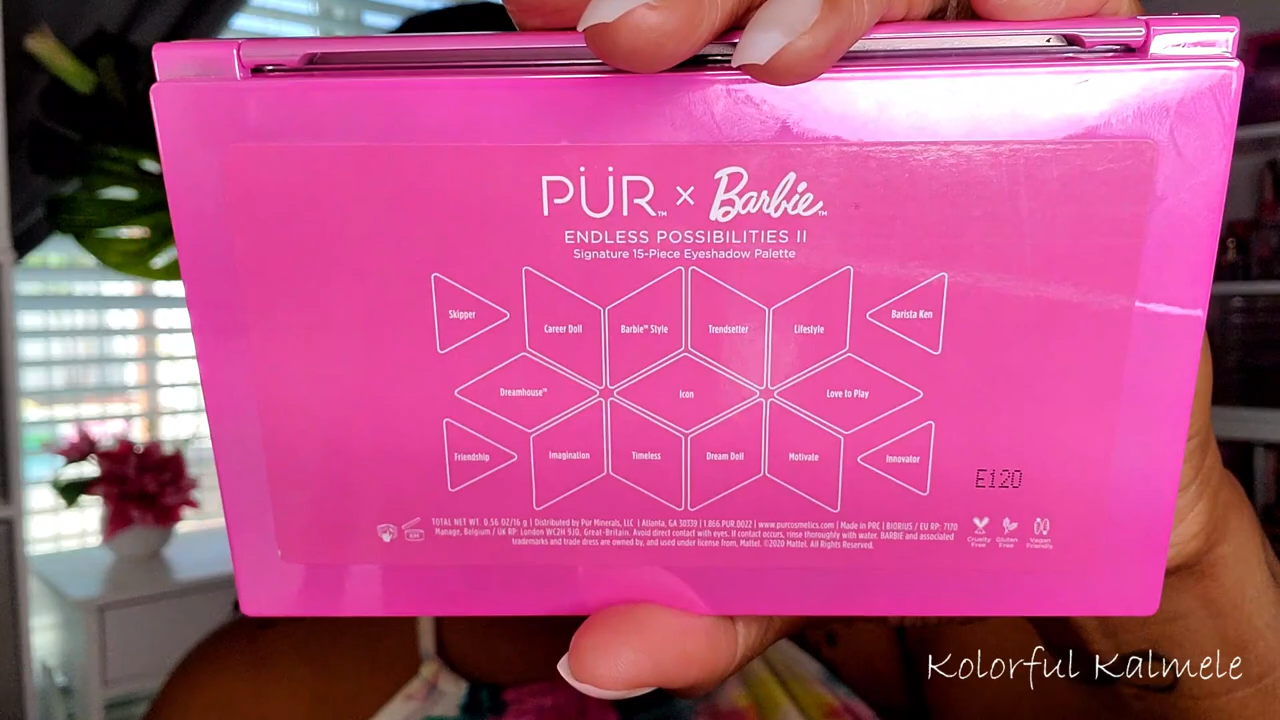 PÜR™ x Barbie™
ENDLESS POSSIBILITIES II
Signature 15-Piece Eyeshadow Palette
Skipper Career Doll Barbie™ Style Trendsetter Lifestyle Barista Ken
Dreamhouse™ Icon Love to Play
Friendship Imagination Timeless Dream Doll Motivate Innovator
E120
TOTAL NET WT. 0.56 OZ/16 g | Distributed by Pur Minerals, LLC | Atlanta, GA 30339 | 1.866.PUR.0022 | www.purcosmetics.com | Made in PRC | BIORIUS / EU RP: 7170
Manage, Belgium / UK RP: London WC2H 9JQ, Great-Britain. Avoid direct contact with eyes. If contact occurs, rinse thoroughly with water. BARBIE and associated
trademarks and trade dress are owned by, and used under license from, Mattel. ©2020 Mattel. All Rights Reserved.
Cruelty Gluten Vegan
Free Free Friendly
Kolorful Kalmele